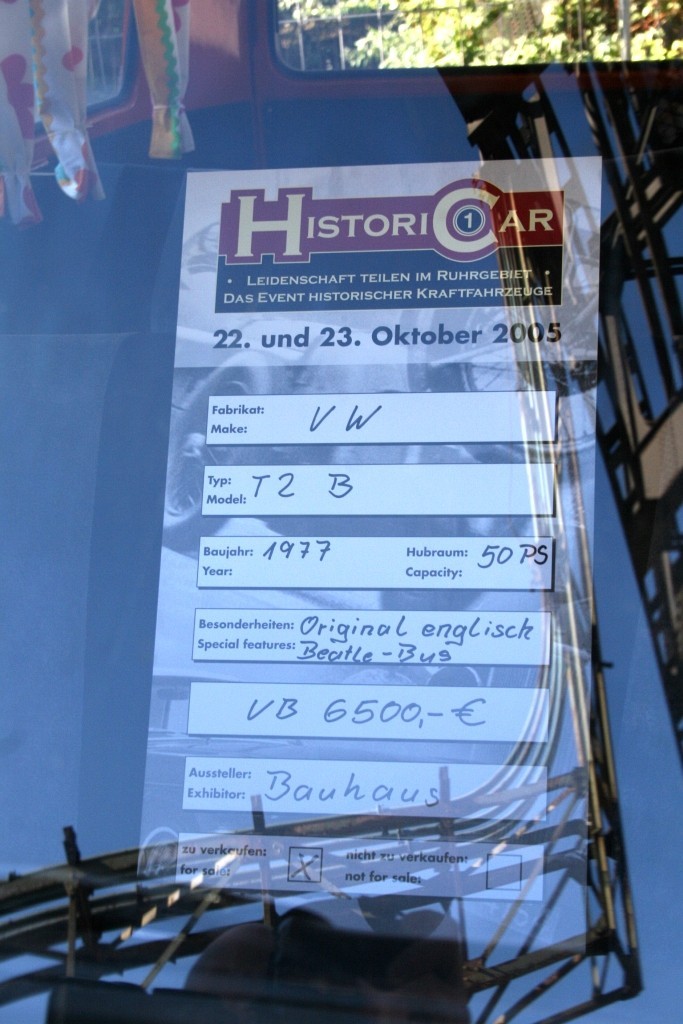 HISTORICAR
1
• LEIDENSCHAFT TEILEN IM RUHRGEBIET •
DAS EVENT HISTORISCHER KRAFTFAHRZEUGE
22. und 23. Oktober 2005
Fabrikat:
Make: VW
Typ:
Model: T2 B
Baujahr: 1977 Hubraum: 50 PS
Year: Capacity:
Besonderheiten: Original englisch
Special features: Beatle-Bus
VB 6500,- €
Aussteller:
Exhibitor: Bauhaus
zu verkaufen: x nicht zu verkaufen:
for sale: not for sale: